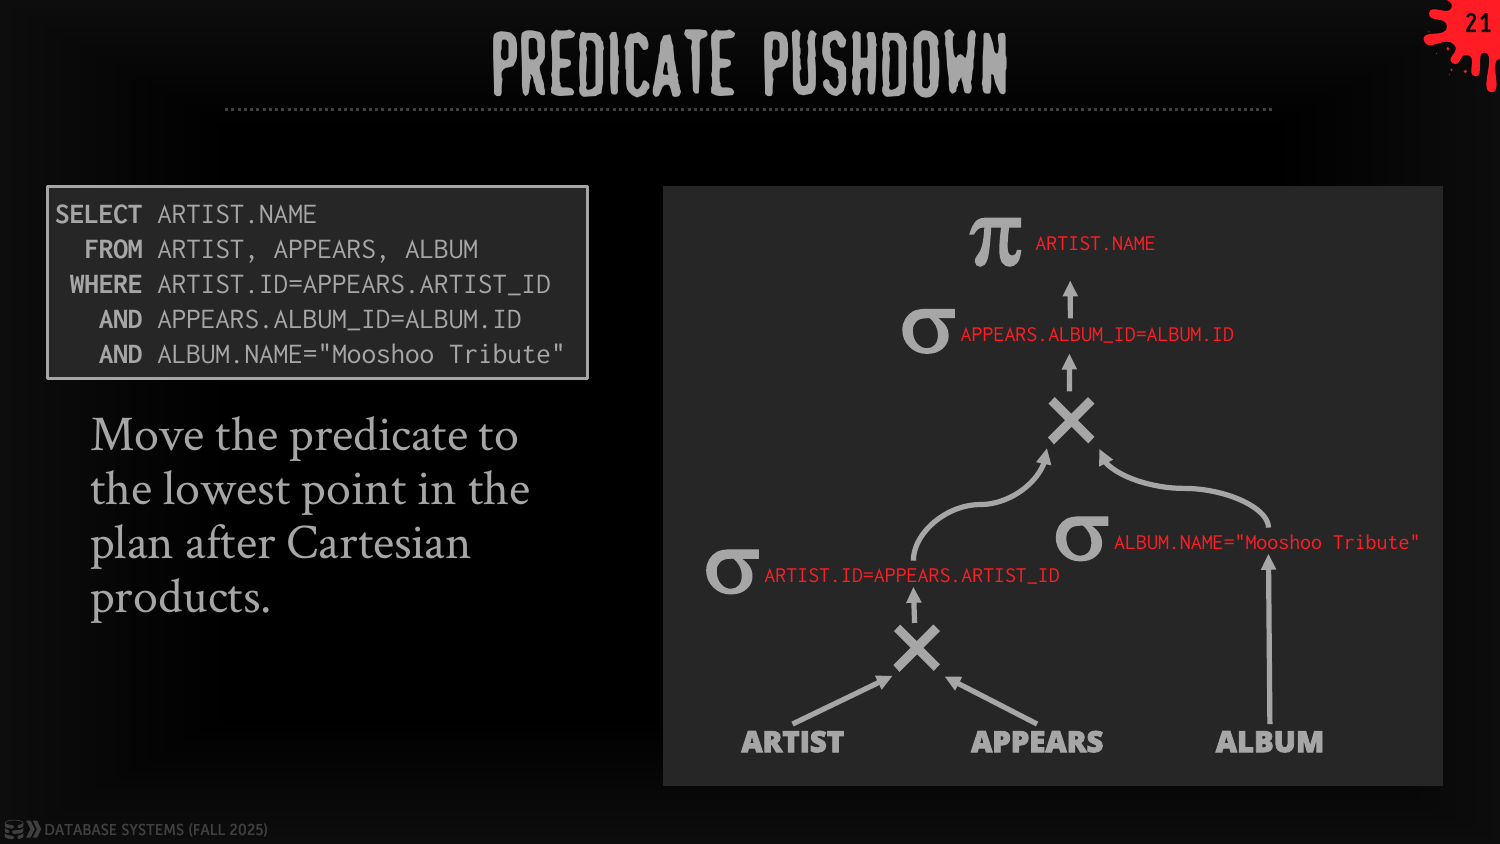 21
PREDICATE PUSHDOWN
SELECT ARTIST.NAME
FROM ARTIST, APPEARS, ALBUM
WHERE ARTIST.ID=APPEARS.ARTIST_ID
AND APPEARS.ALBUM_ID=ALBUM.ID
AND ALBUM.NAME="Mooshoo Tribute"
Move the predicate to
the lowest point in the
plan after Cartesian
products.
π ARTIST.NAME
σ APPEARS.ALBUM_ID=ALBUM.ID
×
σ ALBUM.NAME="Mooshoo Tribute"
σ ARTIST.ID=APPEARS.ARTIST_ID
×
ARTIST APPEARS ALBUM
DATABASE SYSTEMS (FALL 2025)